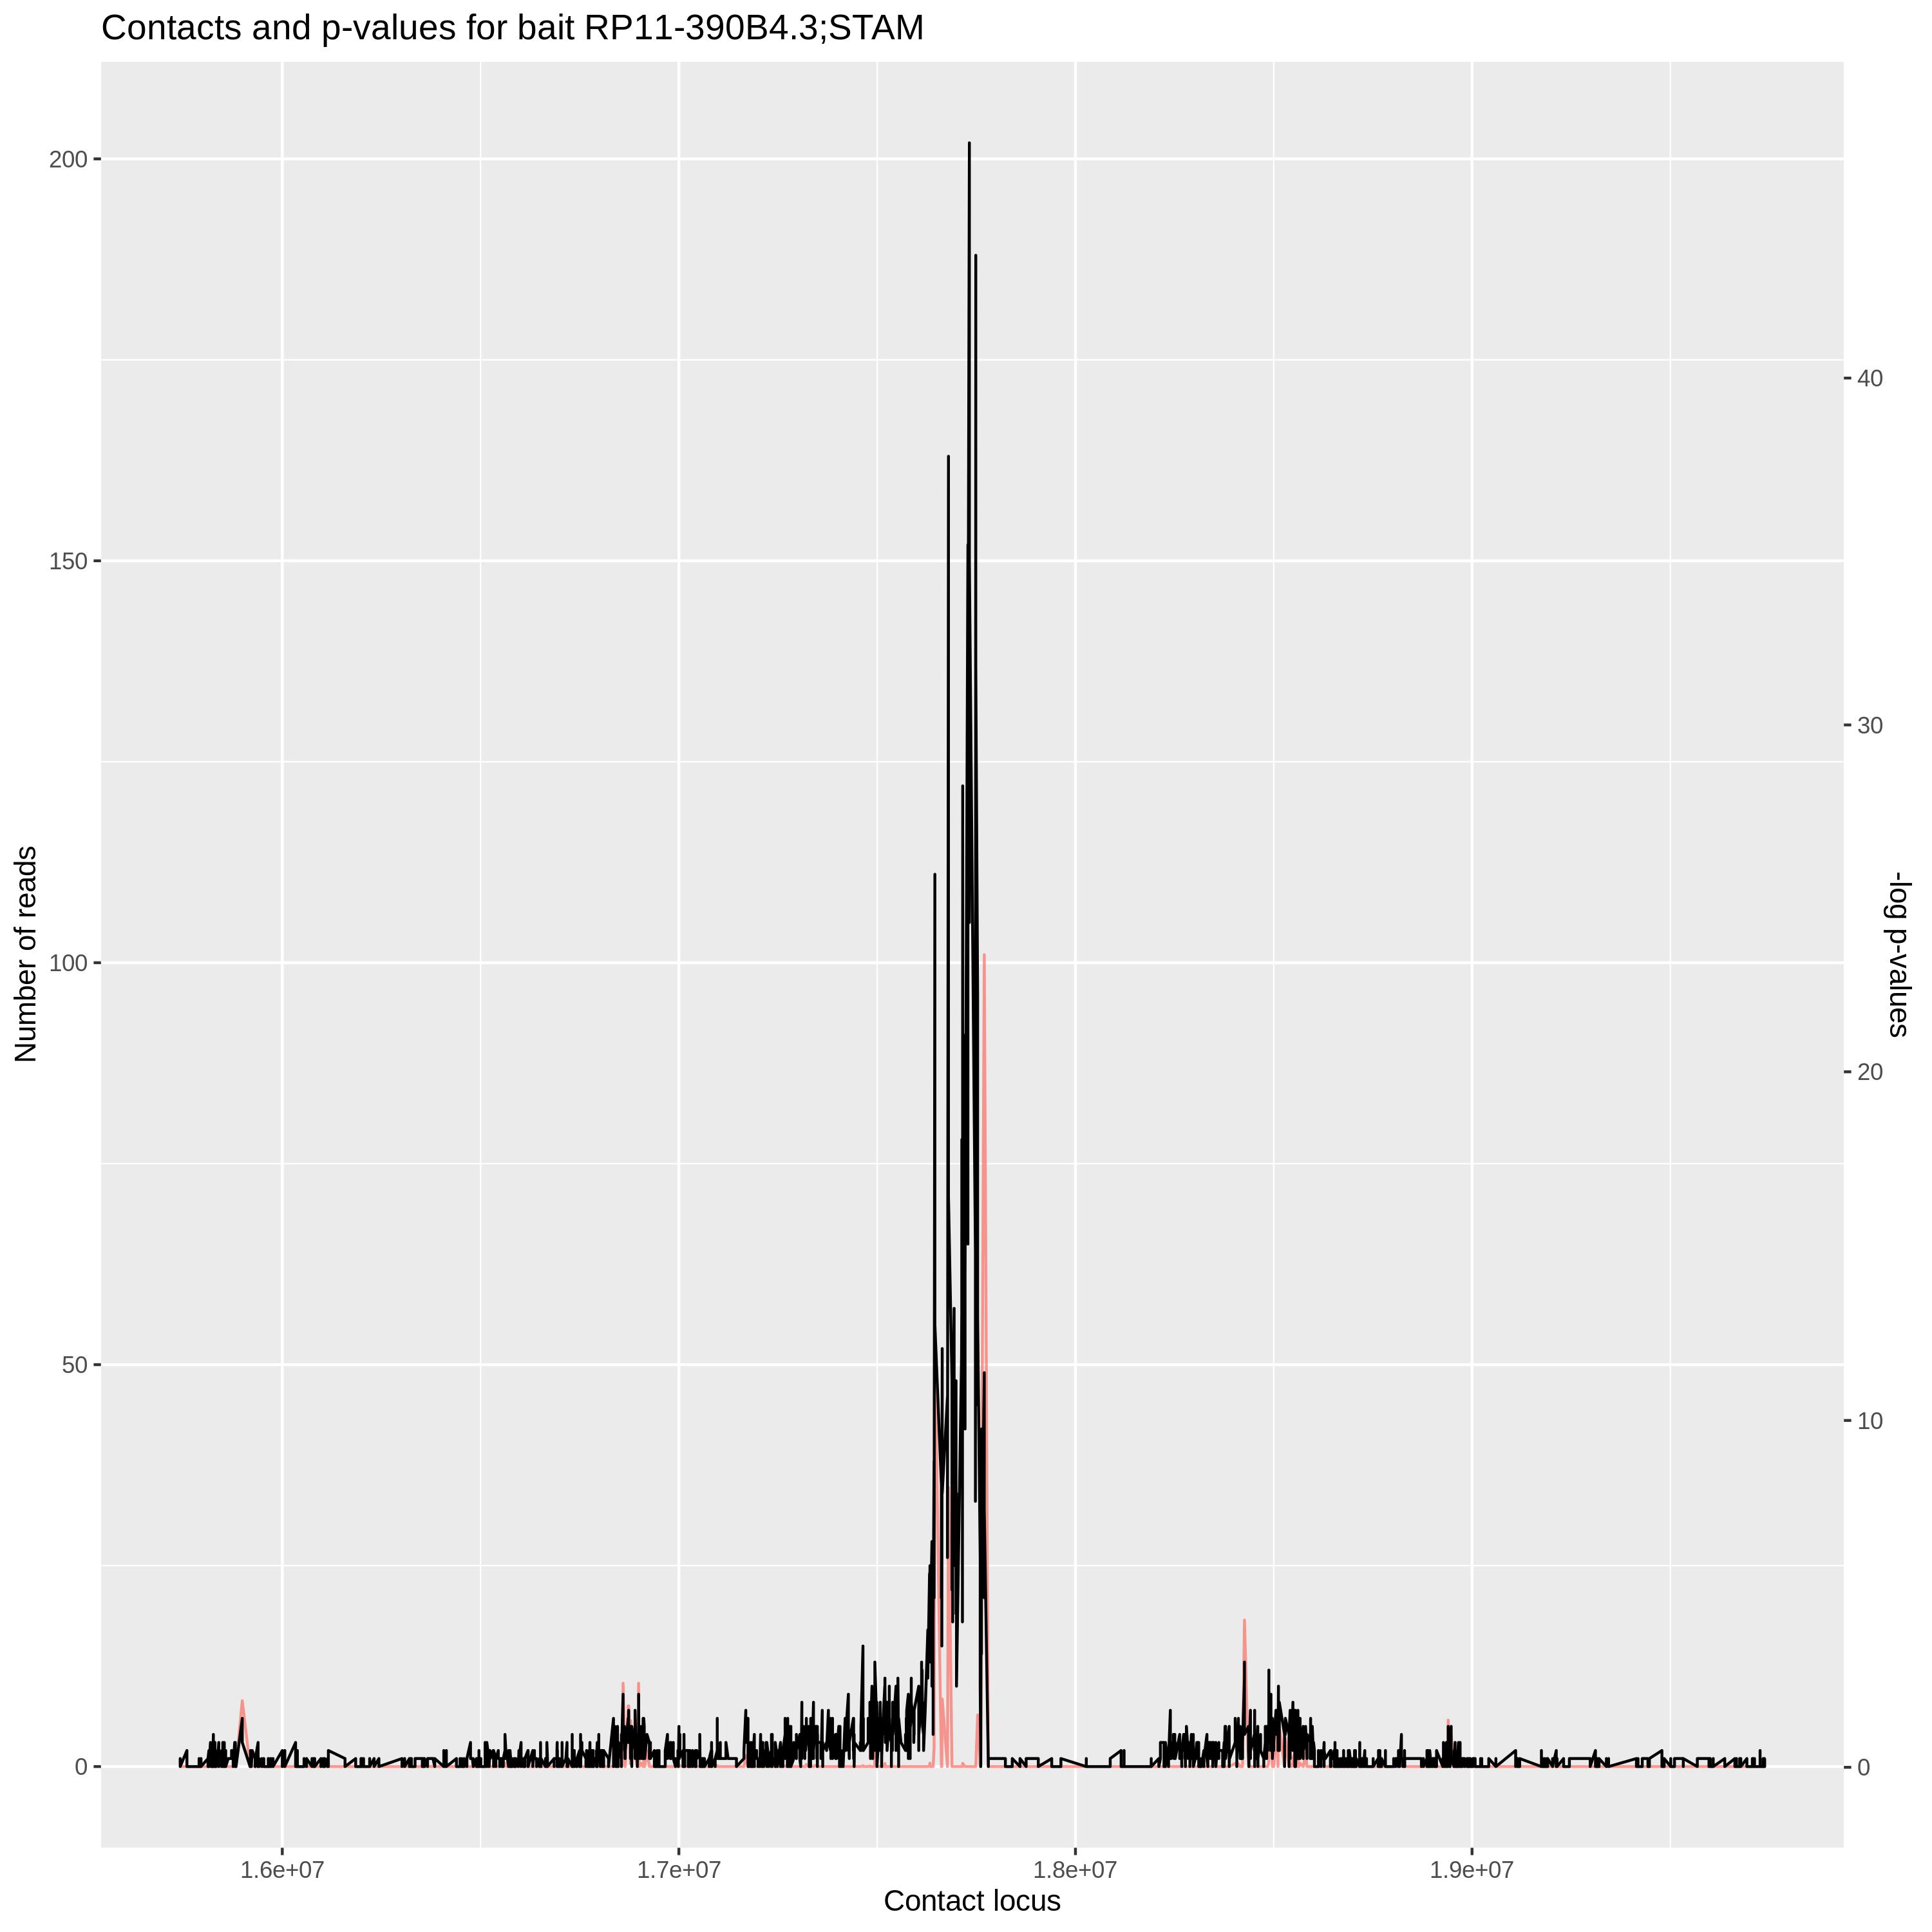 Contacts and p-values for bait RP11-390B4.3;STAM
200
150
100
50
0
Number of reads
40
30
20
10
0
-log p-values
1.6e+07
1.7e+07
1.8e+07
1.9e+07
Contact locus